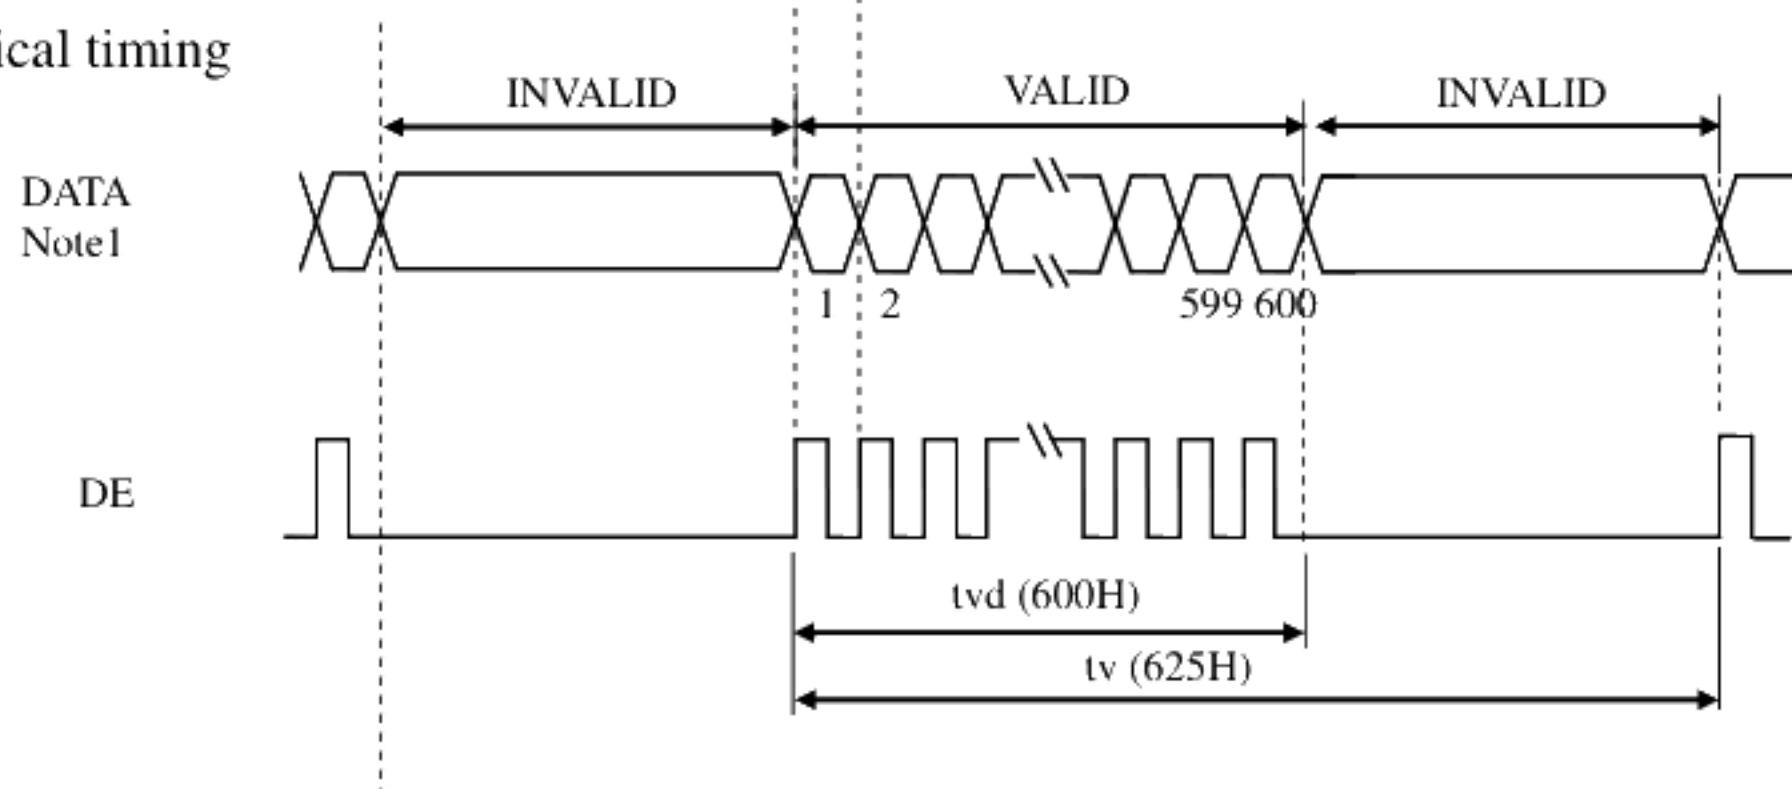 ical timing
INVALID VALID INVALID
DATA
Note1
1 2 599 600
DE
tvd (600H)
tv (625H)